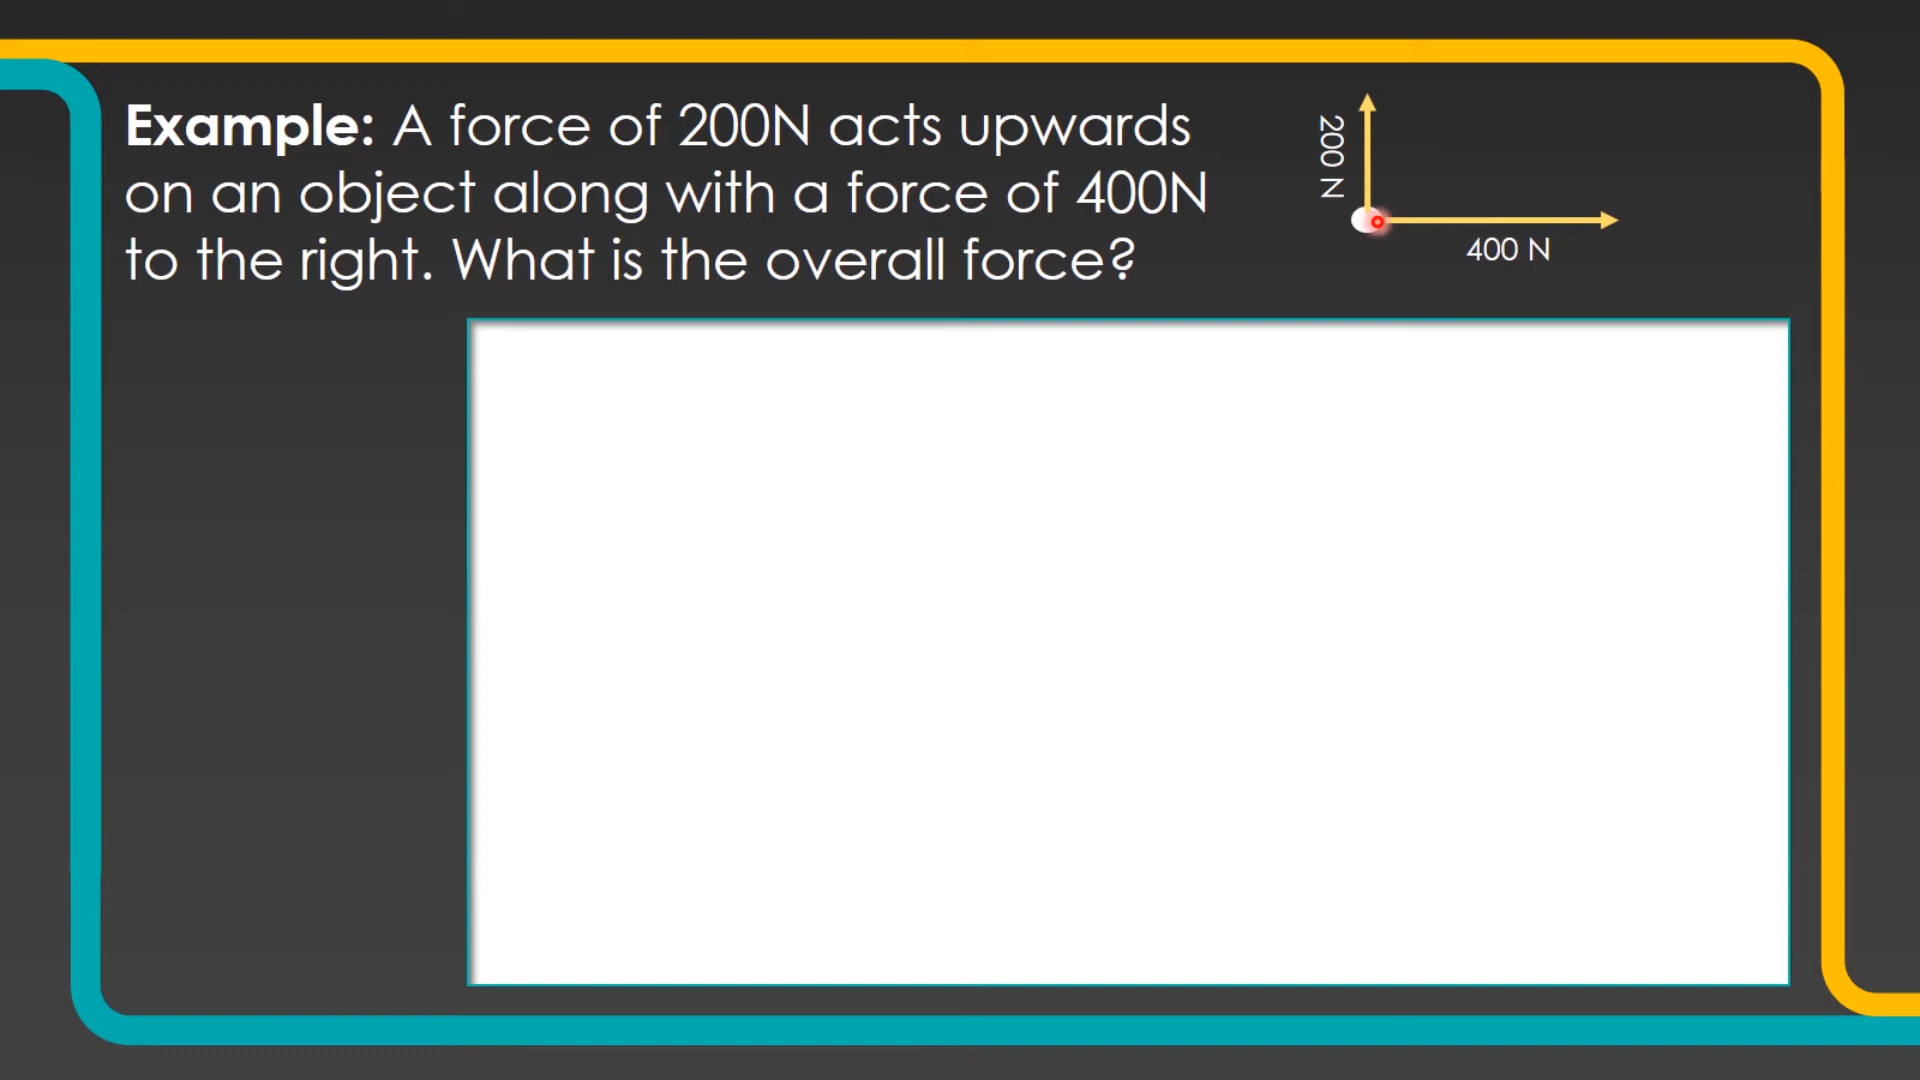 Example: A force of 200N acts upwards
on an object along with a force of 400N
to the right. What is the overall force?
200 N
400 N